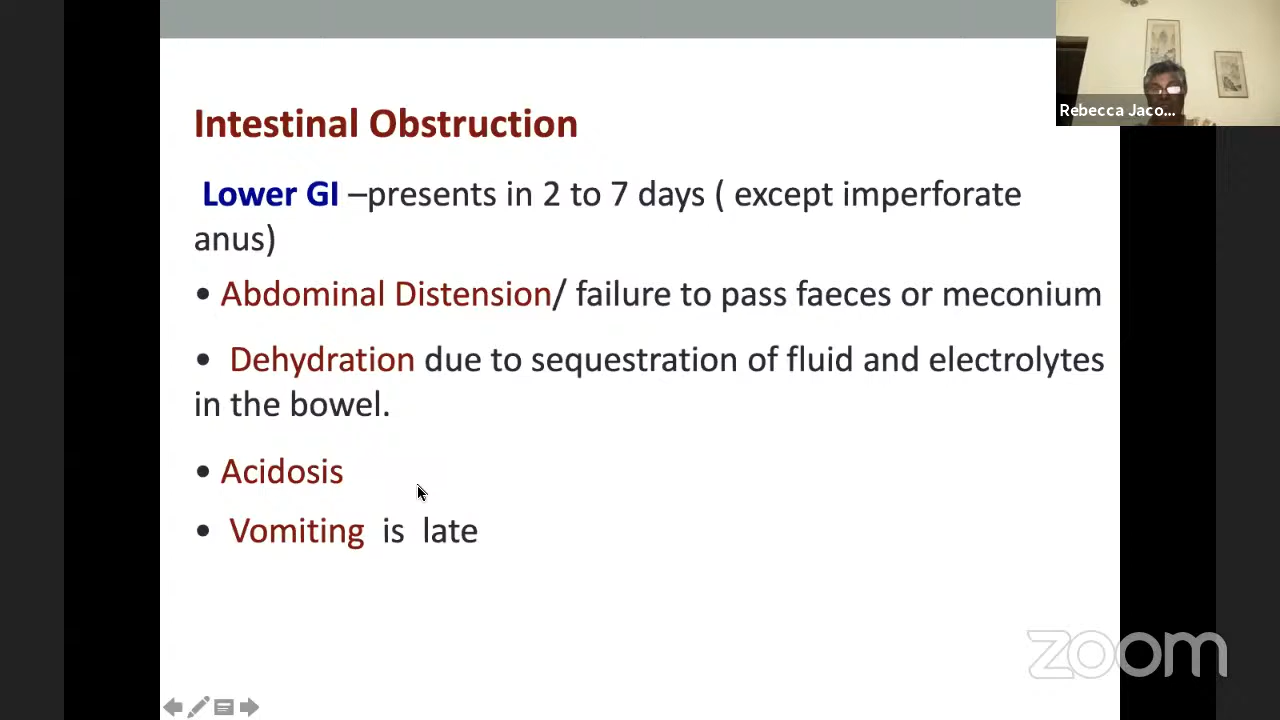 Rebecca Jaco...
Intestinal Obstruction
Lower GI –presents in 2 to 7 days ( except imperforate
anus)
• Abdominal Distension/ failure to pass faeces or meconium
• Dehydration due to sequestration of fluid and electrolytes
in the bowel.
• Acidosis
• Vomiting is late
zoom